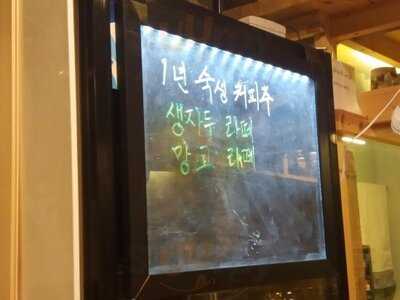 1년 숙성 커피주
생자두 라떼
망고 라떼